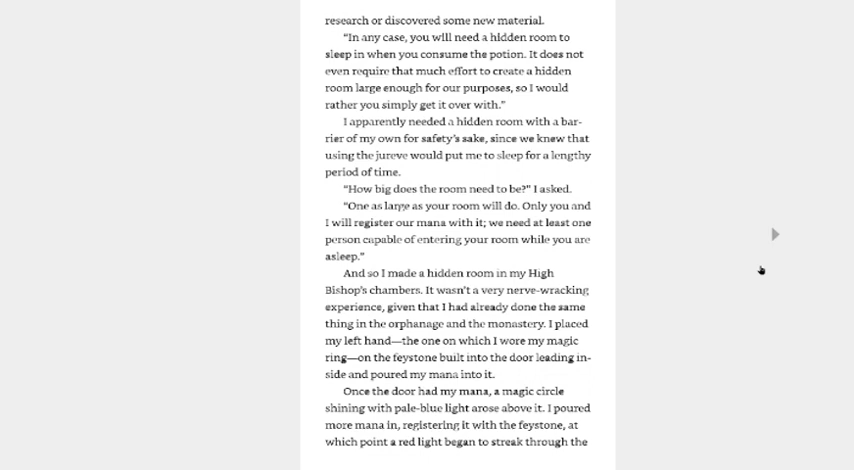 research or discovered some new material.
“In any case, you will need a hidden room to
sleep in when you consume the potion. It does not
even require that much effort to create a hidden
room large enough for our purposes, so I would
rather you simply get it over with.”
I apparently needed a hidden room with a bar-
rier of my own for safety’s sake, since we knew that
using the jureve would put me to sleep for a lengthy
period of time.
“How big does the room need to be?” I asked.
“One as large as your room will do. Only you and
I will register our mana with it; we need at least one
person capable of entering your room while you are
asleep.”
And so I made a hidden room in my High
Bishop’s chambers. It wasn’t a very nerve-wracking
experience, given that I had already done the same
thing in the orphanage and the monastery. I placed
my left hand—the one on which I wore my magic
ring—on the feystone built into the door leading in-
side and poured my mana into it.
Once the door had my mana, a magic circle
shining with pale-blue light arose above it. I poured
more mana in, registering it with the feystone, at
which point a red light began to streak through the